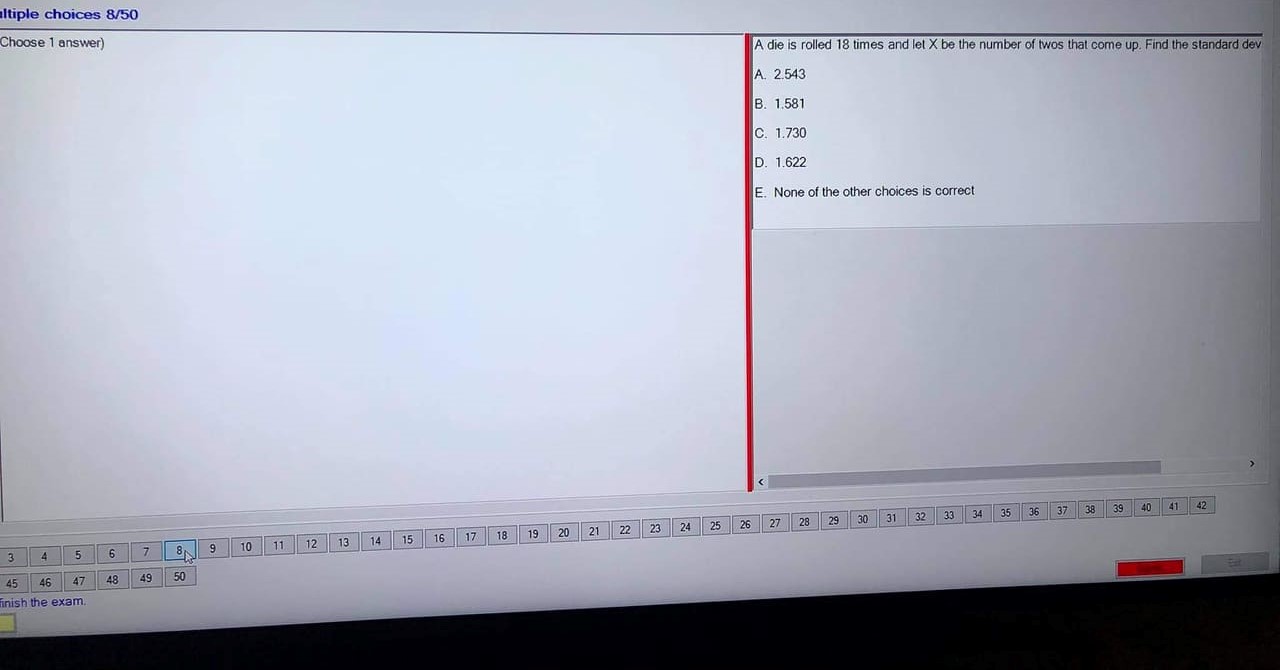 ltiple choices 8/50
Choose 1 answer)
A die is rolled 18 times and let X be the number of twos that come up. Find the standard dev
A. 2.543
B. 1.581
C. 1.730
D. 1.622
E. None of the other choices is correct
3 4 5 6 7 8 9 10 11 12 13 14 15 16 17 18 19 20 21 22 23 24 25 26 27 28 29 30 31 32 33 34 35 36 37 38 39 40 41 42
45 46 47 48 49 50
finish the exam.
Exit